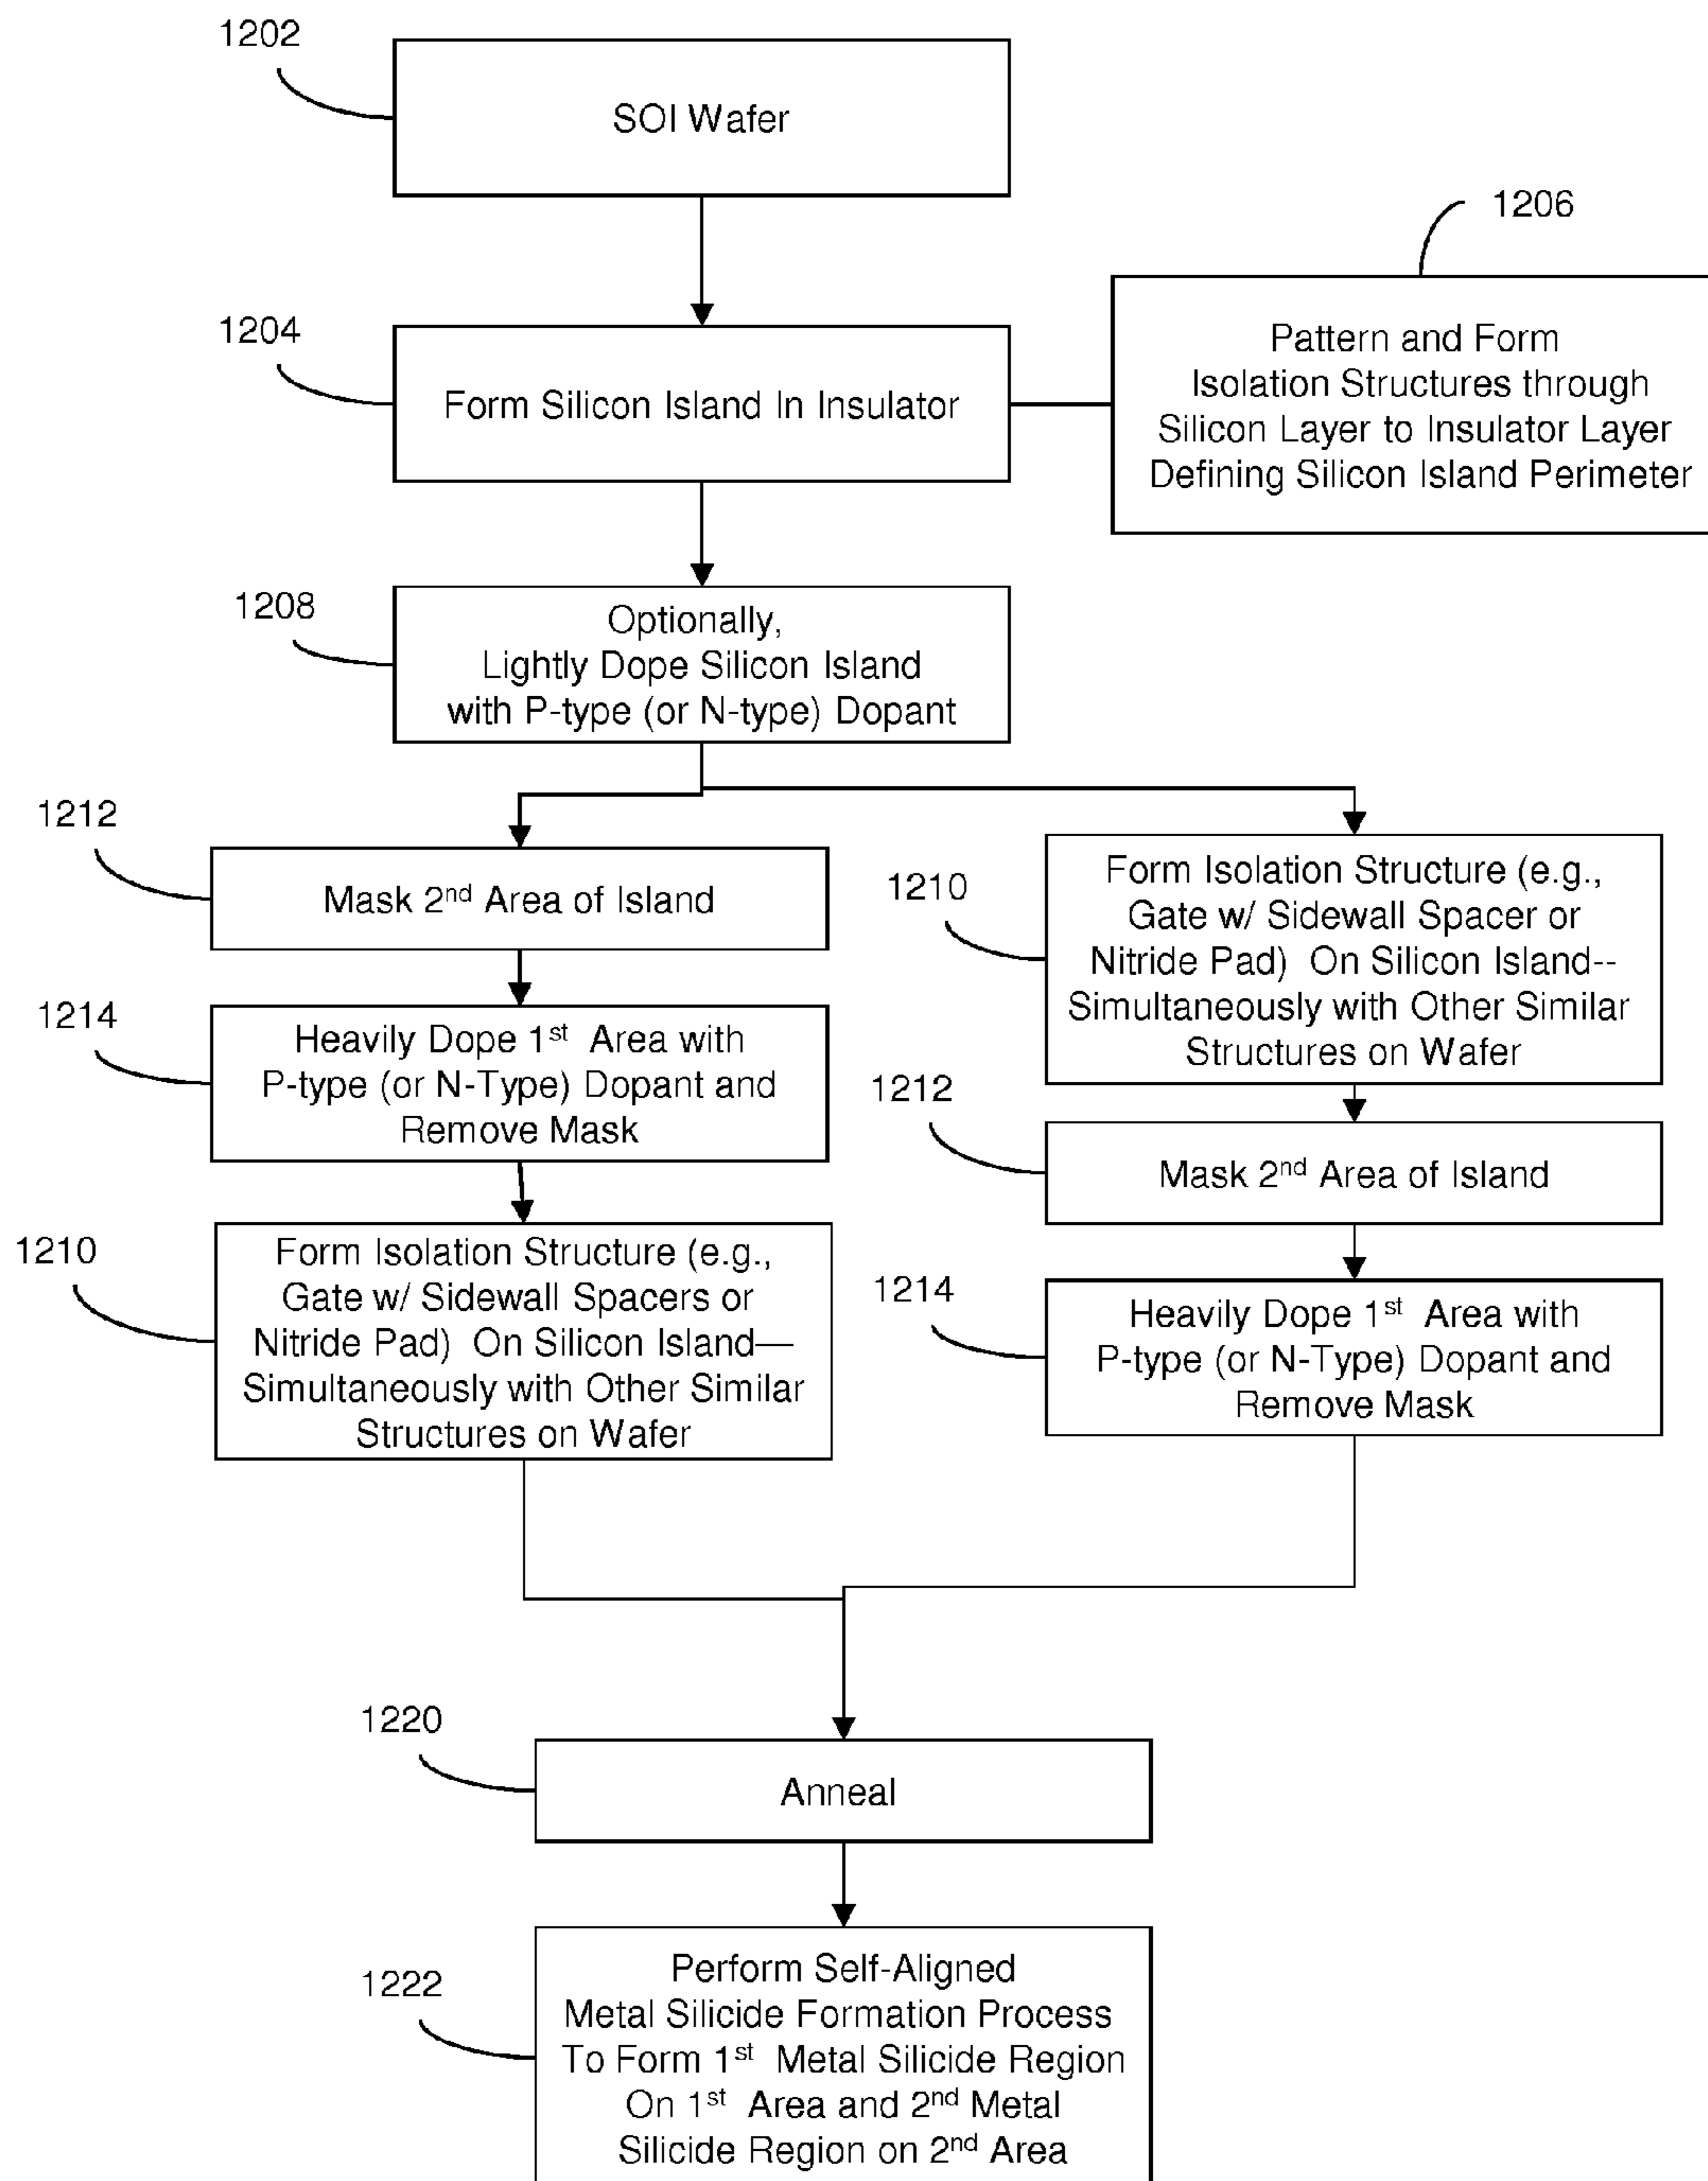 1202
SOI Wafer
1206
Pattern and Form
Isolation Structures through
Silicon Layer to Insulator Layer
Defining Silicon Island Perimeter
1204
Form Silicon Island In Insulator
1208
Optionally,
Lightly Dope Silicon Island
with P-type (or N-type) Dopant
1212
Mask 2nd Area of Island
1214
Heavily Dope 1st Area with
P-type (or N-Type) Dopant and
Remove Mask
1210
Form Isolation Structure (e.g.,
Gate w/ Sidewall Spacers or
Nitride Pad) On Silicon Island—
Simultaneously with Other Similar
Structures on Wafer
1210
Form Isolation Structure (e.g.,
Gate w/ Sidewall Spacer or
Nitride Pad) On Silicon Island--
Simultaneously with Other Similar
Structures on Wafer
1212
Mask 2nd Area of Island
1214
Heavily Dope 1st Area with
P-type (or N-Type) Dopant and
Remove Mask
1220
Anneal
1222
Perform Self-Aligned
Metal Silicide Formation Process
To Form 1st Metal Silicide Region
On 1st Area and 2nd Metal
Silicide Region on 2nd Area